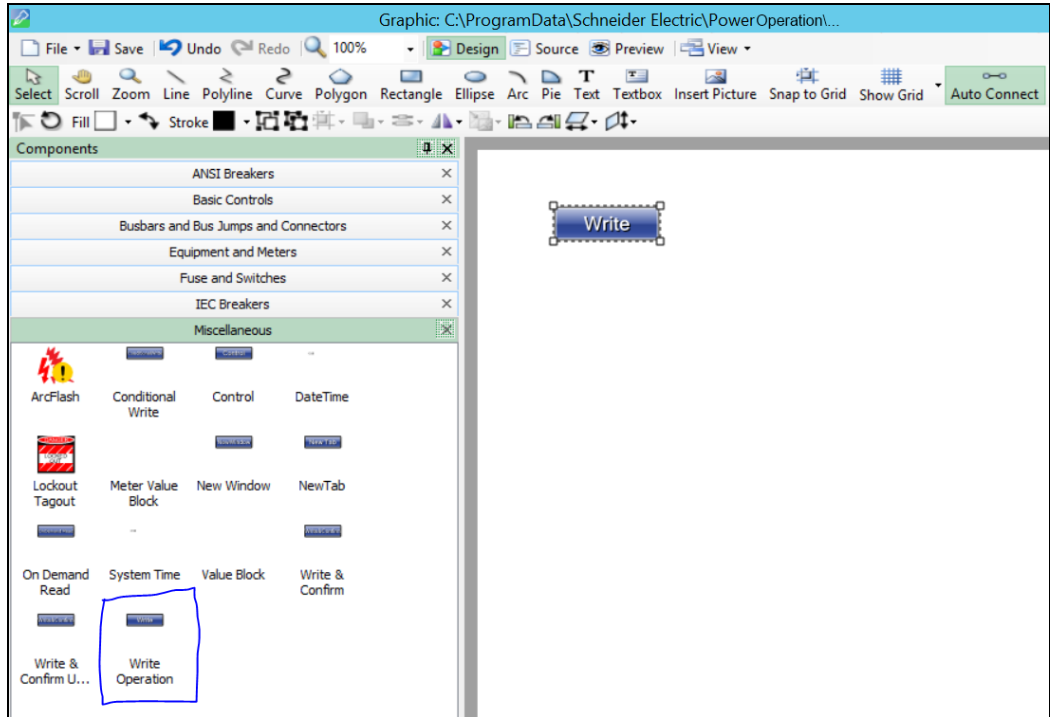 Graphic: C:\ProgramData\Schneider Electric\PowerOperation\...
File Save Undo Redo 100% Design Source Preview View
Select Scroll Zoom Line Polyline Curve Polygon Rectangle Ellipse Arc Pie Text Textbox Insert Picture Snap to Grid Show Grid Auto Connect
Fill Stroke
Components
ANSI Breakers
Basic Controls
Busbars and Bus Jumps and Connectors
Equipment and Meters
Fuse and Switches
IEC Breakers
Miscellaneous
Write
ArcFlash Conditional Control DateTime
Write
Lockout Meter Value New Window NewTab
Tagout Block
On Demand System Time Value Block Write &
Read Confirm
Write & Write
Confirm U... Operation